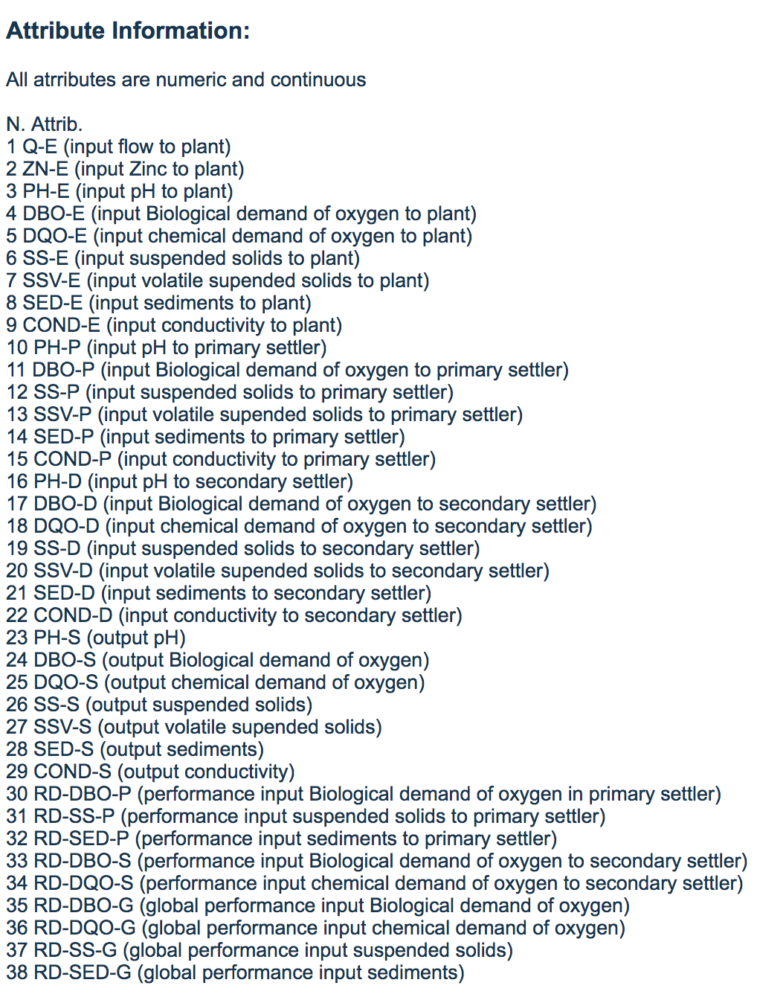 Attribute Information:
All atrributes are numeric and continuous
N. Attrib.
1 Q-E (input flow to plant)
2 ZN-E (input Zinc to plant)
3 PH-E (input pH to plant)
4 DBO-E (input Biological demand of oxygen to plant)
5 DQO-E (input chemical demand of oxygen to plant)
6 SS-E (input suspended solids to plant)
7 SSV-E (input volatile supended solids to plant)
8 SED-E (input sediments to plant)
9 COND-E (input conductivity to plant)
10 PH-P (input pH to primary settler)
11 DBO-P (input Biological demand of oxygen to primary settler)
12 SS-P (input suspended solids to primary settler)
13 SSV-P (input volatile supended solids to primary settler)
14 SED-P (input sediments to primary settler)
15 COND-P (input conductivity to primary settler)
16 PH-D (input pH to secondary settler)
17 DBO-D (input Biological demand of oxygen to secondary settler)
18 DQO-D (input chemical demand of oxygen to secondary settler)
19 SS-D (input suspended solids to secondary settler)
20 SSV-D (input volatile supended solids to secondary settler)
21 SED-D (input sediments to secondary settler)
22 COND-D (input conductivity to secondary settler)
23 PH-S (output pH)
24 DBO-S (output Biological demand of oxygen)
25 DQO-S (output chemical demand of oxygen)
26 SS-S (output suspended solids)
27 SSV-S (output volatile supended solids)
28 SED-S (output sediments)
29 COND-S (output conductivity)
30 RD-DBO-P (performance input Biological demand of oxygen in primary settler)
31 RD-SS-P (performance input suspended solids to primary settler)
32 RD-SED-P (performance input sediments to primary settler)
33 RD-DBO-S (performance input Biological demand of oxygen to secondary settler)
34 RD-DQO-S (performance input chemical demand of oxygen to secondary settler)
35 RD-DBO-G (global performance input Biological demand of oxygen)
36 RD-DQO-G (global performance input chemical demand of oxygen)
37 RD-SS-G (global performance input suspended solids)
38 RD-SED-G (global performance input sediments)